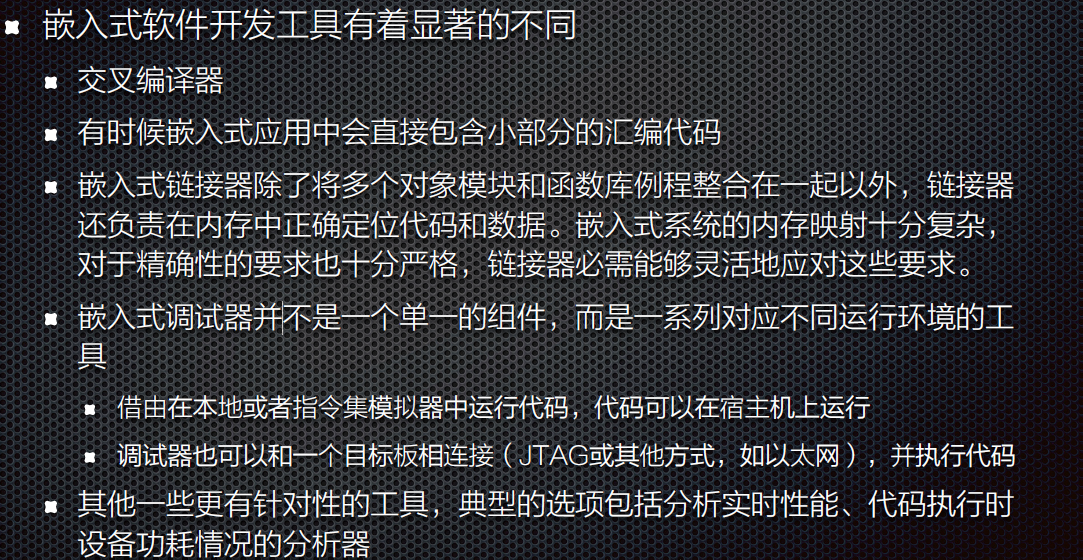 嵌入式软件开发工具有着显著的不同
交叉编译器
有时候嵌入式应用中会直接包含小部分的汇编代码
嵌入式链接器除了将多个对象模块和函数库例程整合在一起以外，链接器
还负责在内存中正确定位代码和数据。嵌入式系统的内存映射十分复杂，
对于精确性的要求也十分严格，链接器必需能够灵活地应对这些要求。
嵌入式调试器并不是一个单一的组件，而是一系列对应不同运行环境的工
具
借由在本地或者指令集模拟器中运行代码，代码可以在宿主机上运行
调试器也可以和一个目标板相连接（JTAG或其他方式，如以太网），并执行代码
其他一些更有针对性的工具，典型的选项包括分析实时性能、代码执行时
设备功耗情况的分析器